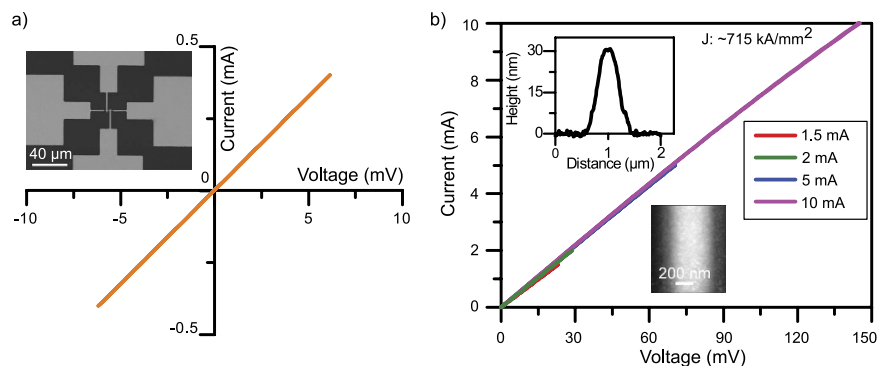 a)
0.5
Current (mA)
40 µm
0
Voltage (mV)
-10
-5
5
10
-0.5
b)
10
J: ~715 kA/mm²
8
6
4
2
0
Current (mA)
30
15
0
Height (nm)
0
1
2
Distance (µm)
1.5 mA
2 mA
5 mA
10 mA
200 nm
0
30
60
90
120
150
Voltage (mV)